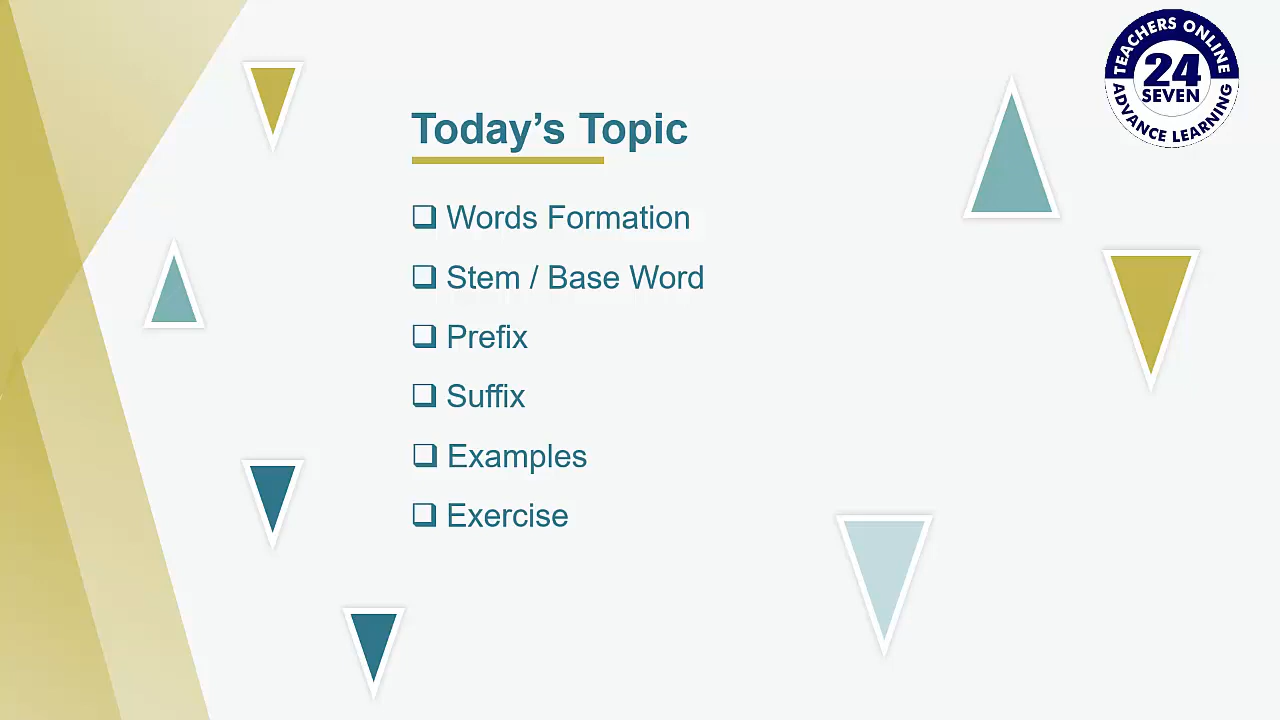 TEACHERS ONLINE
24
SEVEN
ADVANCE LEARNING
Today’s Topic
❑ Words Formation
❑ Stem / Base Word
❑ Prefix
❑ Suffix
❑ Examples
❑ Exercise